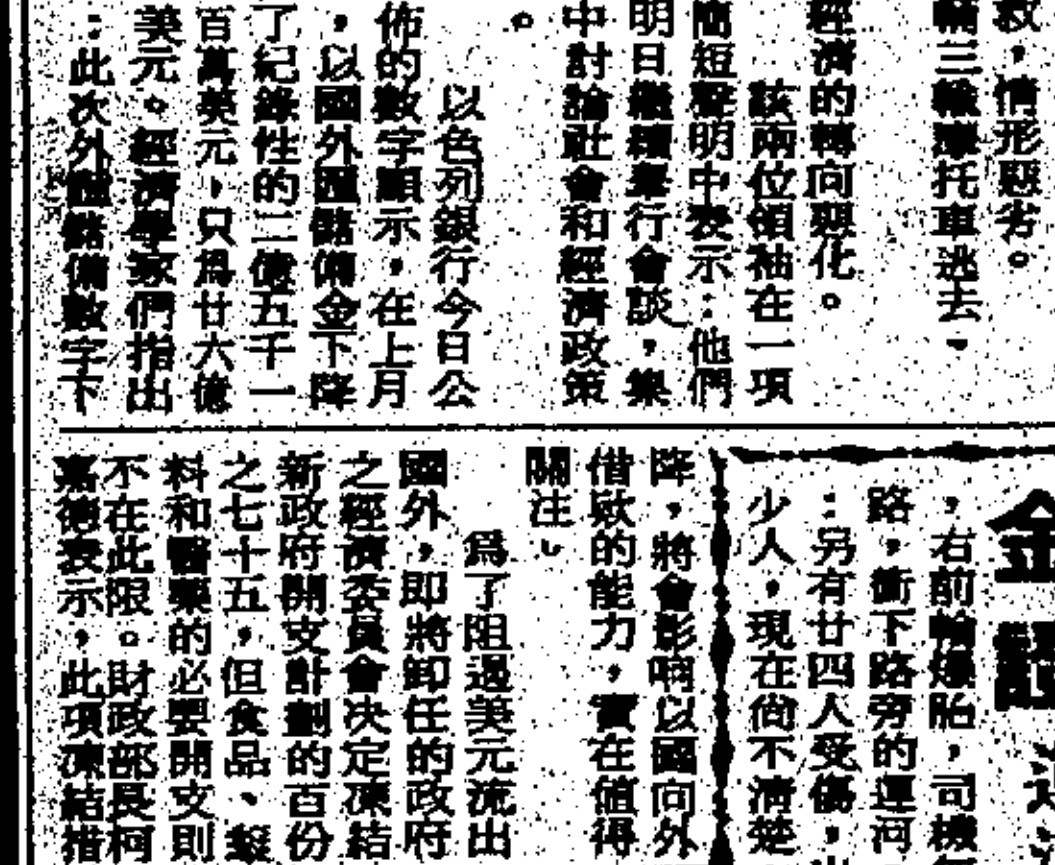 救，情形惡劣。
輛三輪摩托車逃去。
經濟的轉向惡化。
該兩位領袖在一項
簡短聲明中表示：他們
明日繼續舉行會談，集
中討論社會和經濟政策
。
以色列銀行今日公
佈的數字顯示，在上月
，以國外匯儲備金下降
了紀錄性的二億五千一
百萬美元，只爲廿六億
美元。經濟學家們指出
：此次外匯儲備數字下
降，將會影响以國向外
借欵的能力，實在值得
關注。
爲了阻遏美元流出
國外，即將卸任的政府
之經濟委員會決定凍結
新政府開支計劃的百份
之七十五，但食品、
料和醫藥的必要開支則
不在此限。財政部長柯
嘉德表示，此項凍結措
金
，右前輪爆胎，司機
路，衝下路旁的運河
：另有廿四人受傷，
少人，現在尚不清楚